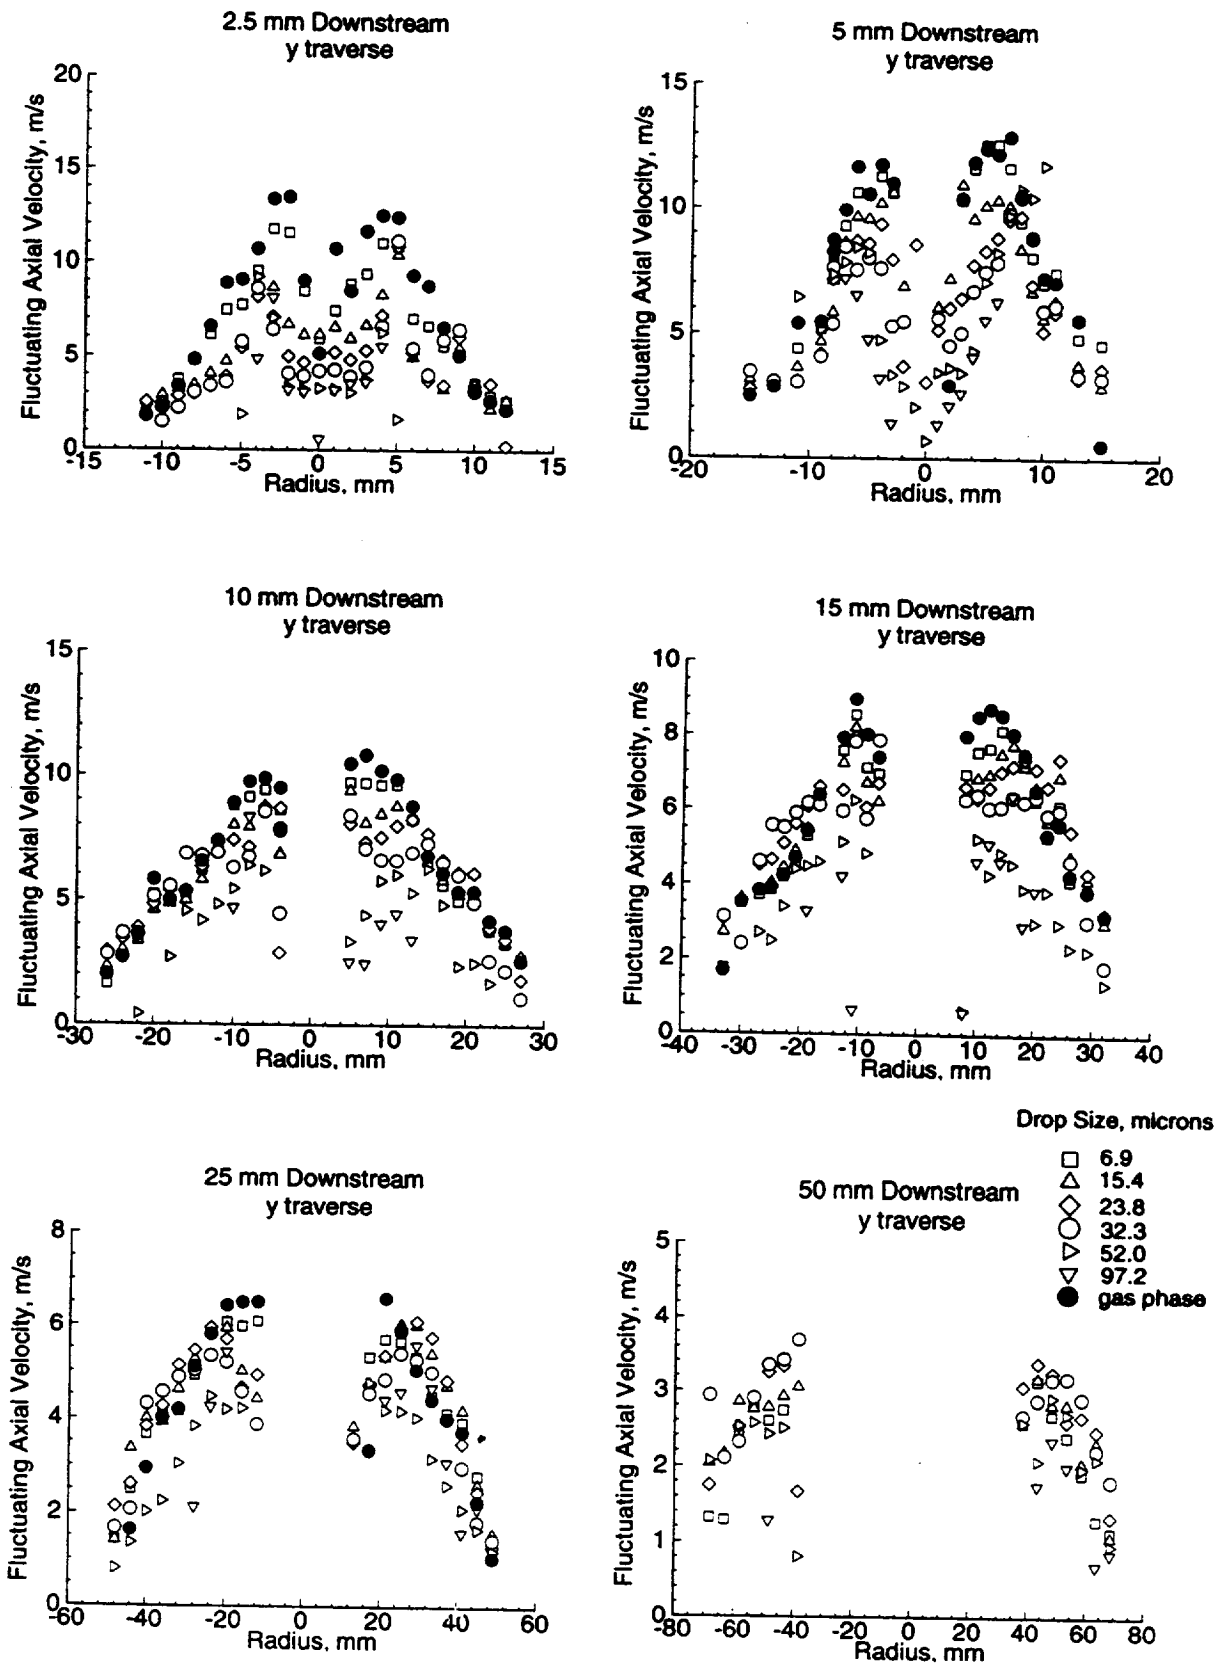 2.5 mm Downstream
y traverse
Fluctuating Axial Velocity, m/s
20
15
10
5
0
-15 -10 -5 0 5 10 15
Radius, mm
5 mm Downstream
y traverse
Fluctuating Axial Velocity, m/s
15
10
5
0
-20 -10 0 10 20
Radius, mm
10 mm Downstream
y traverse
Fluctuating Axial Velocity, m/s
15
10
5
0
-30 -20 -10 0 10 20 30
Radius, mm
15 mm Downstream
y traverse
Fluctuating Axial Velocity, m/s
10
8
6
4
2
0
-40 -30 -20 -10 0 10 20 30 40
Radius, mm
25 mm Downstream
y traverse
Fluctuating Axial Velocity, m/s
8
6
4
2
0
-60 -40 -20 0 20 40 60
Radius, mm
50 mm Downstream
y traverse
Fluctuating Axial Velocity, m/s
5
4
3
2
1
0
-80 -60 -40 -20 0 20 40 60 80
Radius, mm
Drop Size, microns
6.9
15.4
23.8
32.3
52.0
97.2
gas phase